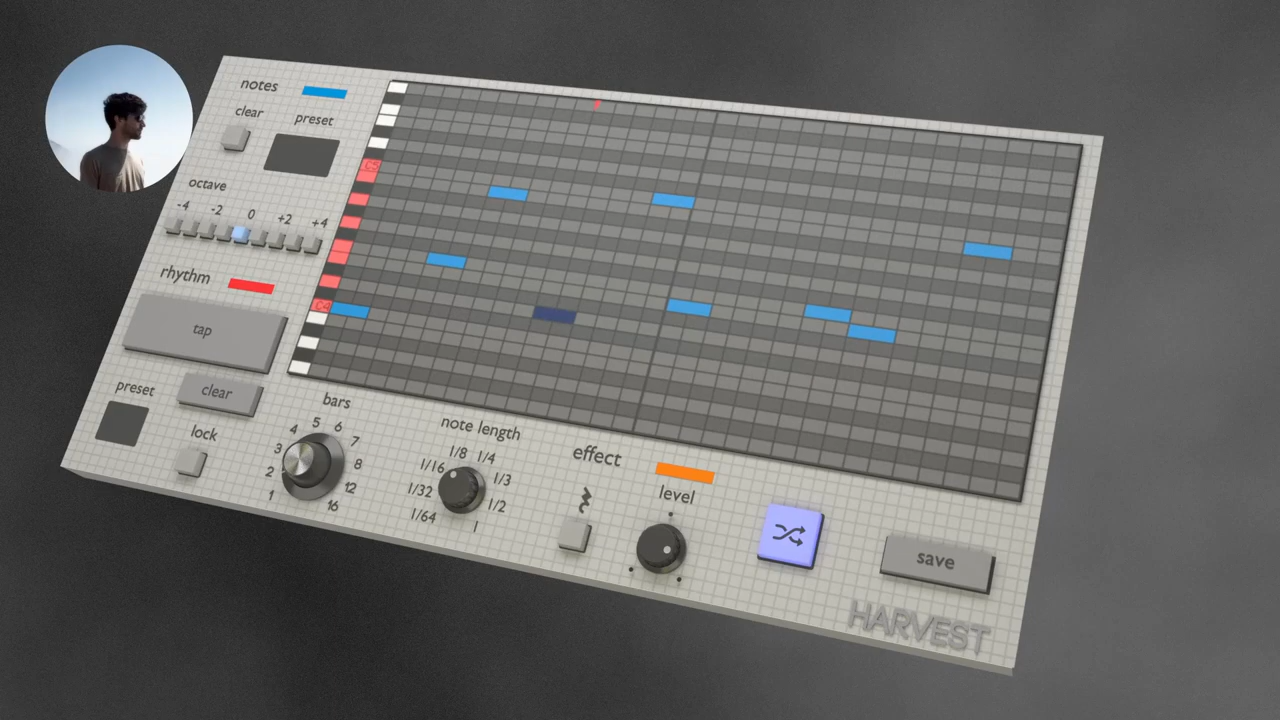 notes
clear
preset
octave
-4 -2 0 +2 +4
C5
rhythm
tap
C4
preset
clear
lock
bars
1 2 3 4 5 6 7 8 12 16
note length
1/64 1/32 1/16 1/8 1/4 1/3 1/2 1
effect
level
save
HARVEST